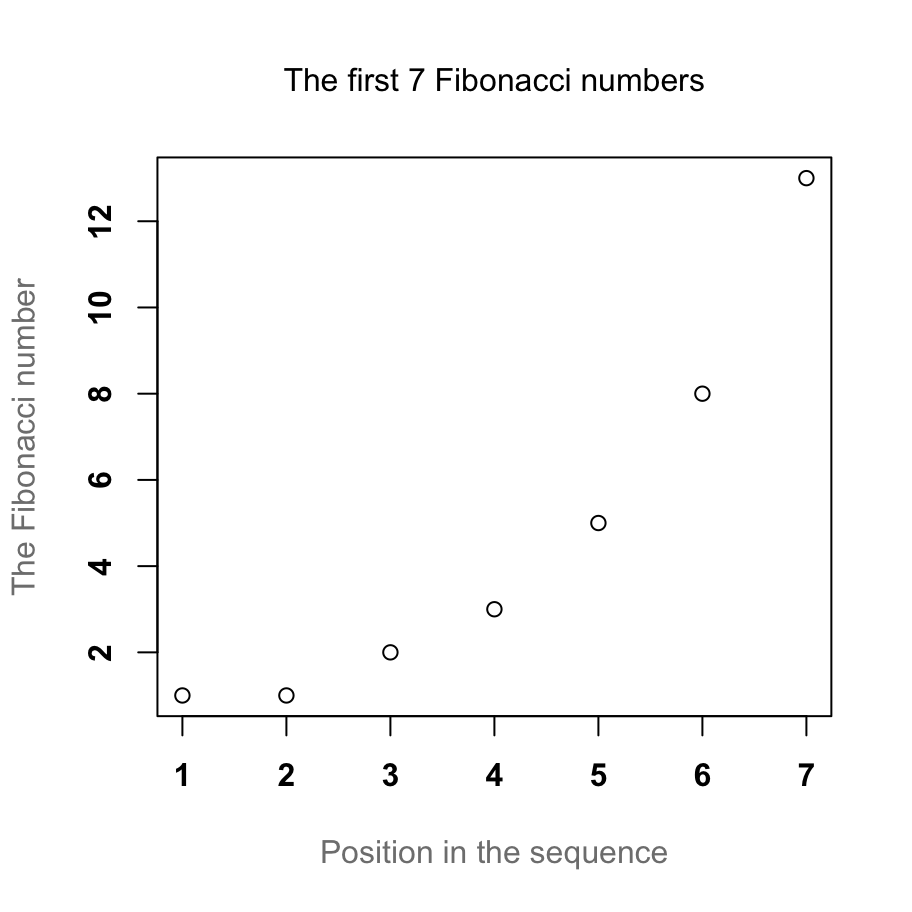 The first 7 Fibonacci numbers
The Fibonacci number
12
10
8
6
4
2
1 2 3 4 5 6 7
Position in the sequence